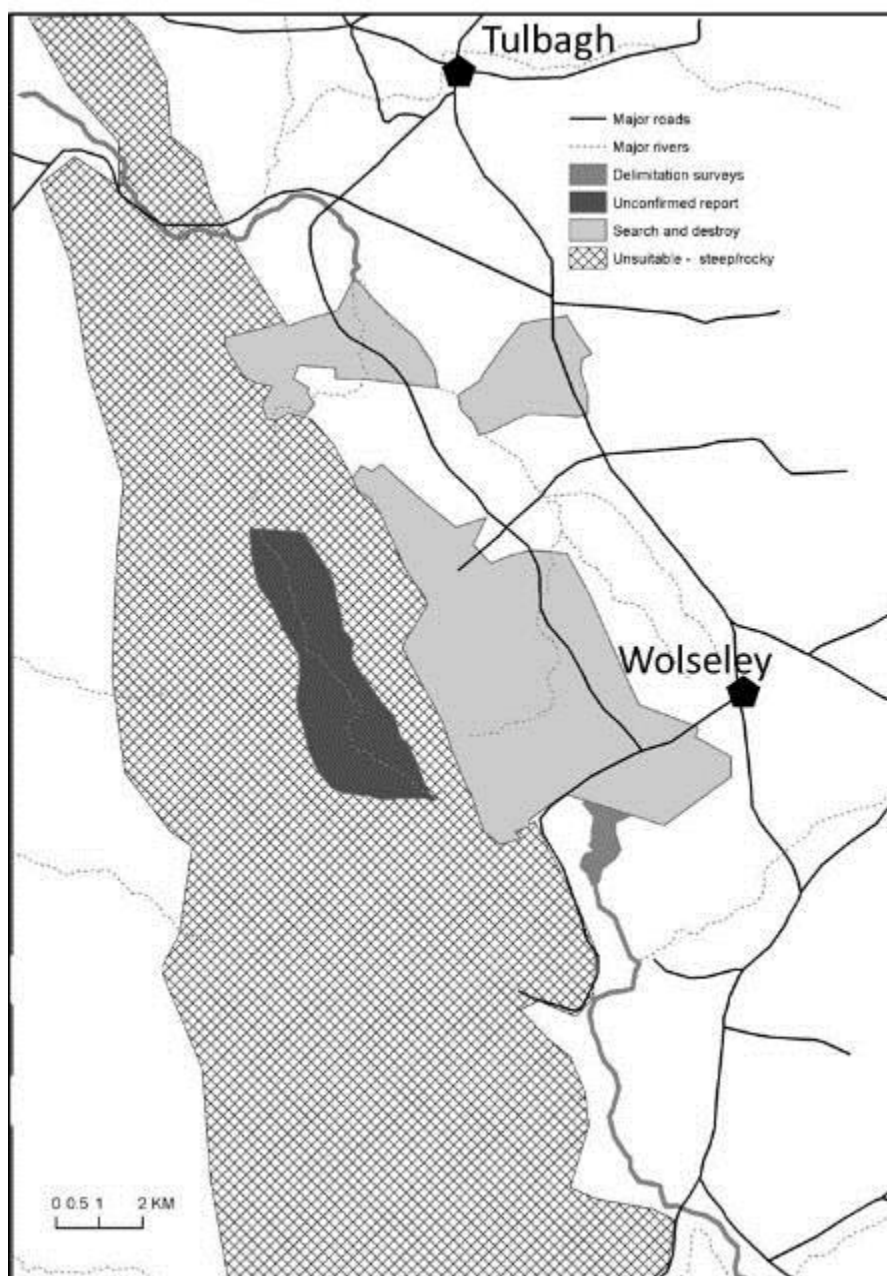 Tulbagh
Major roads
Major rivers
Delimitation surveys
Unconfirmed report
Search and destroy
Unsuitable - steep/rocky
Wolseley
0 0.5 1 2 KM